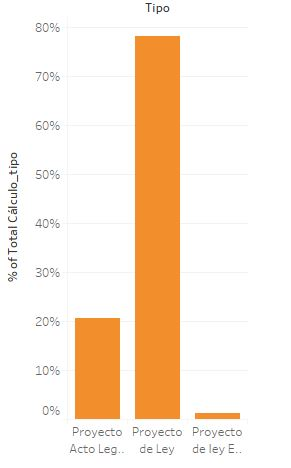 Tipo
80%
70%
60%
50%
40%
30%
20%
10%
0%
% of Total Cálculo_tipo
Proyecto Acto Leg..
Proyecto de Ley
Proyecto de ley E..